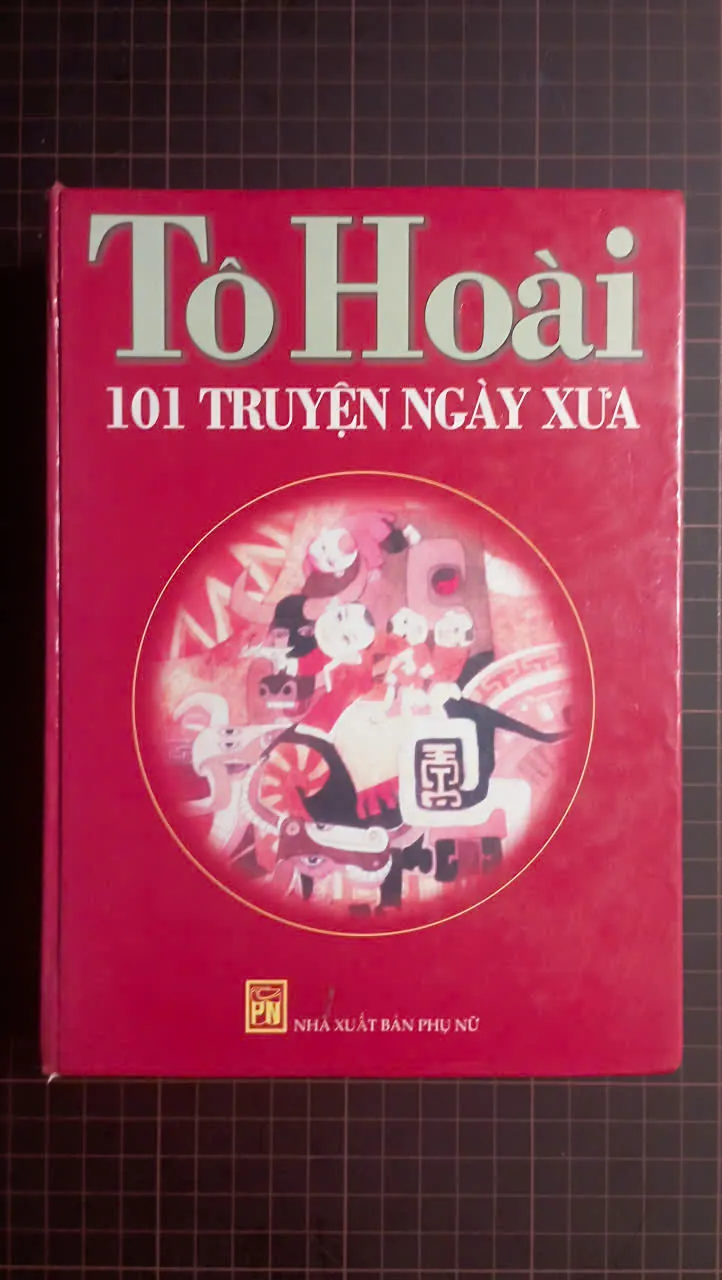 Tô Hoài
101 TRUYỆN NGÀY XƯA
PN
NHÀ XUẤT BẢN PHỤ NỮ